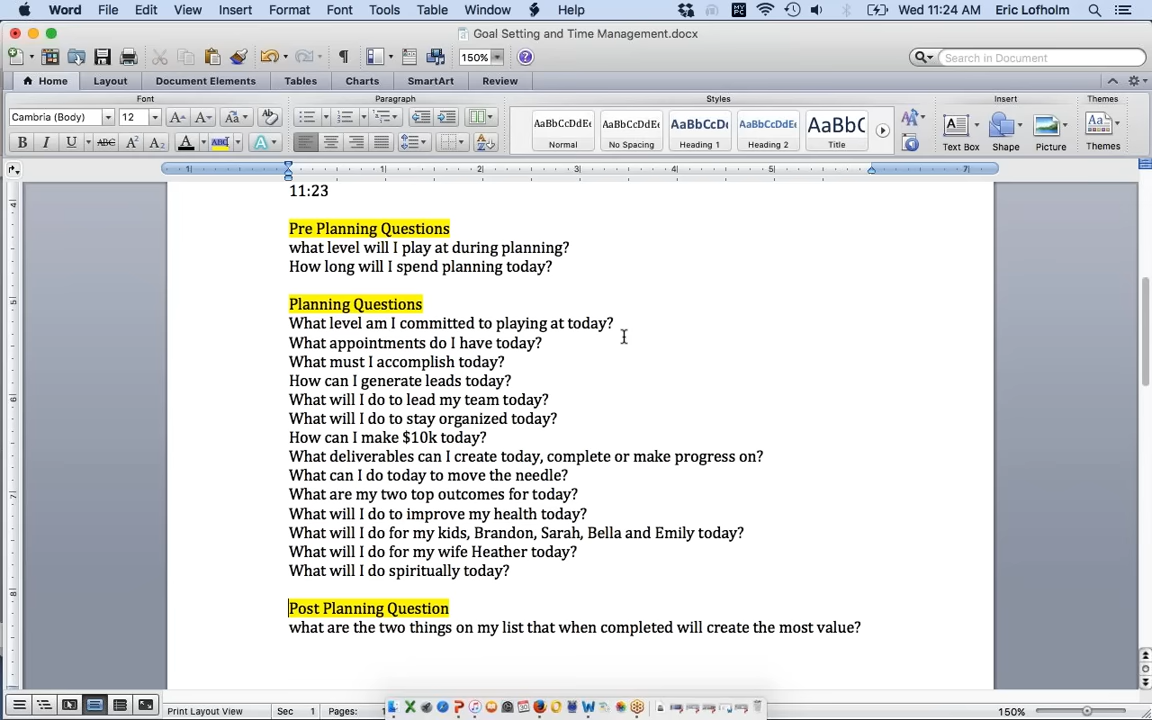 Word File Edit View Insert Format Font Tools Table Window Help Wed 11:24 AM Eric Lofholm
Goal Setting and Time Management.docx
150% Search in Document
Home Layout Document Elements Tables Charts SmartArt Review
Font Paragraph Styles Insert Themes
Cambria (Body) 12 AaBbCcDdEe AaBbCcDdEe AaBbCcDc AaBbCcDdEe AaBbC
Normal No Spacing Heading 1 Heading 2 Title Text Box Shape Picture Themes
11:23
Pre Planning Questions
what level will I play at during planning?
How long will I spend planning today?
Planning Questions
What level am I committed to playing at today?
What appointments do I have today?
What must I accomplish today?
How can I generate leads today?
What will I do to lead my team today?
What will I do to stay organized today?
How can I make $10k today?
What deliverables can I create today, complete or make progress on?
What can I do today to move the needle?
What are my two top outcomes for today?
What will I do to improve my health today?
What will I do for my kids, Brandon, Sarah, Bella and Emily today?
What will I do for my wife Heather today?
What will I do spiritually today?
Post Planning Question
what are the two things on my list that when completed will create the most value?
Print Layout View Sec 1 Pages: 150%